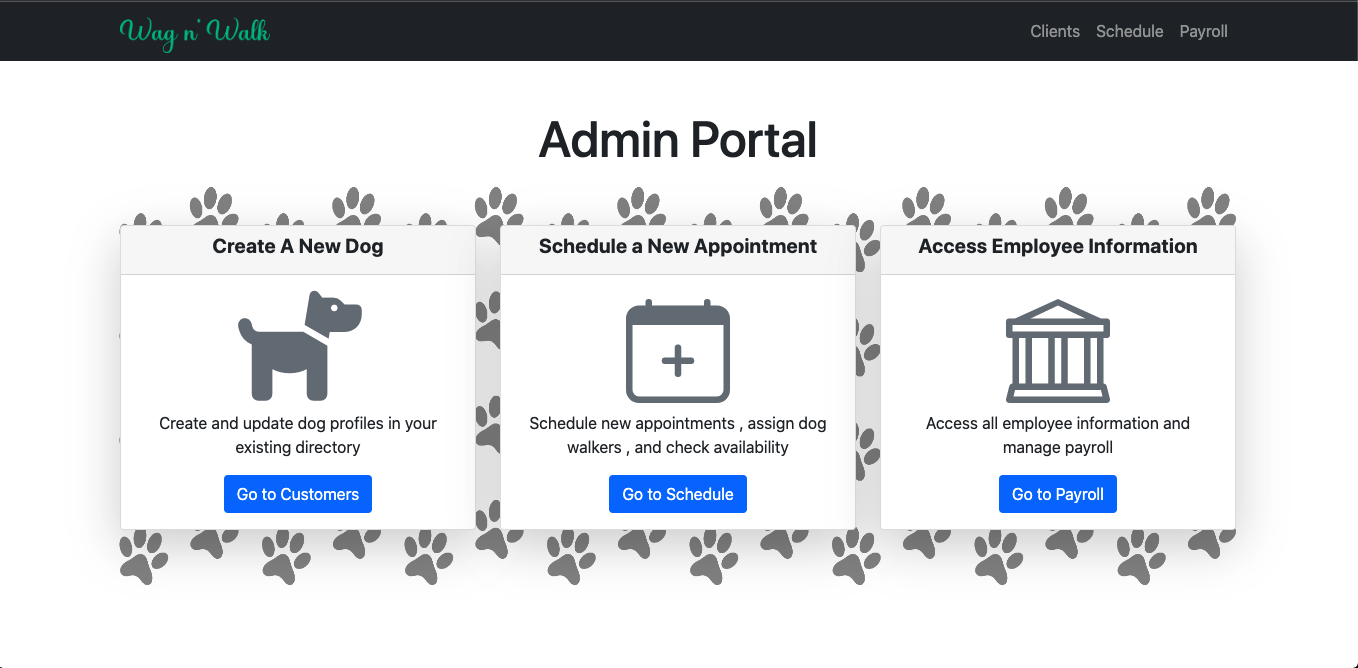 Wag n' Walk
Clients Schedule Payroll
Admin Portal
Create A New Dog
Schedule a New Appointment
Access Employee Information
Create and update dog profiles in your
existing directory
Go to Customers
Schedule new appointments , assign dog
walkers , and check availability
Go to Schedule
Access all employee information and
manage payroll
Go to Payroll